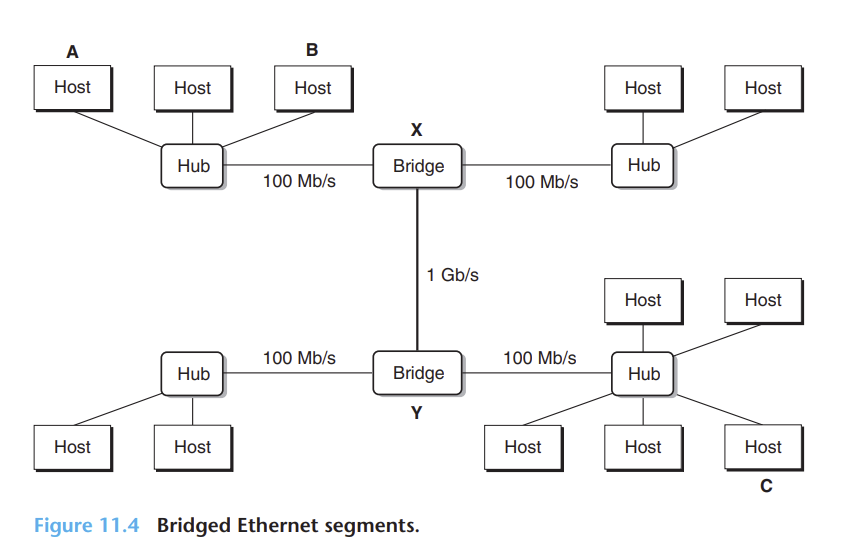 A
B
Host
Host
Host
Host
Host
X
Hub
Bridge
Hub
100 Mb/s
100 Mb/s
1 Gb/s
Host
Host
100 Mb/s
100 Mb/s
Hub
Bridge
Hub
Y
Host
Host
Host
Host
Host
C
Figure 11.4 Bridged Ethernet segments.